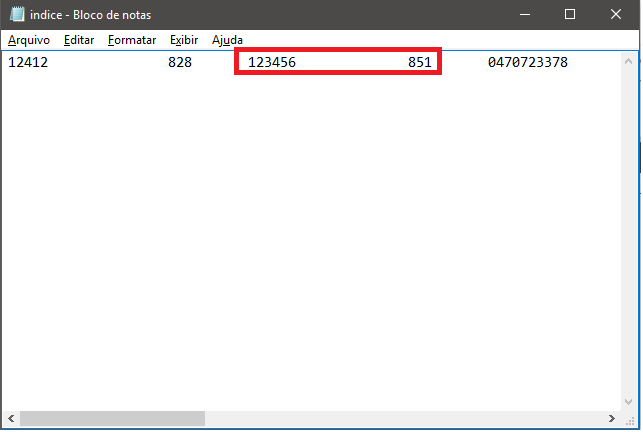 indice - Bloco de notas
Arquivo Editar Formatar Exibir Ajuda
12412 828 123456 851 0470723378